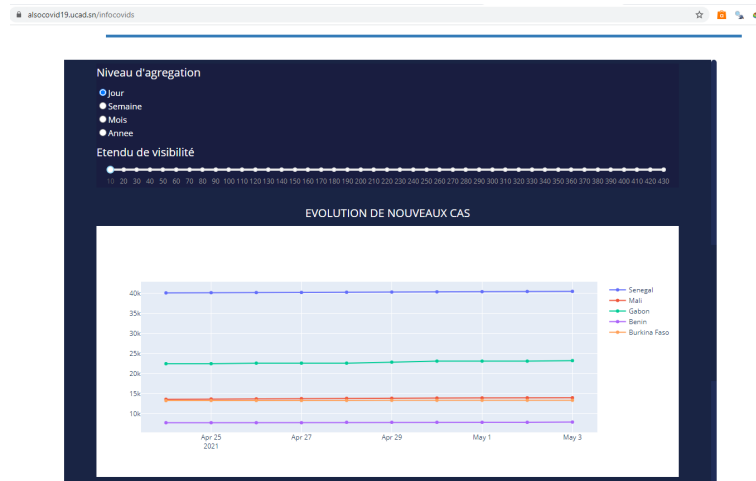 alsocovid19.ucad.sn/infocovids
Niveau d'agregation
Jour
Semaine
Mois
Annee
Etendu de visibilité
10 20 30 40 50 60 70 80 90 100 110 120 130 140 150 160 170 180 190 200 210 220 230 240 250 260 270 280 290 300 310 320 330 340 350 360 370 380 390 400 410 420 430
EVOLUTION DE NOUVEAUX CAS
40k
35k
30k
25k
20k
15k
10k
Apr 25
2021
Apr 27
Apr 29
May 1
May 3
Senegal
Mali
Gabon
Benin
Burkina Faso